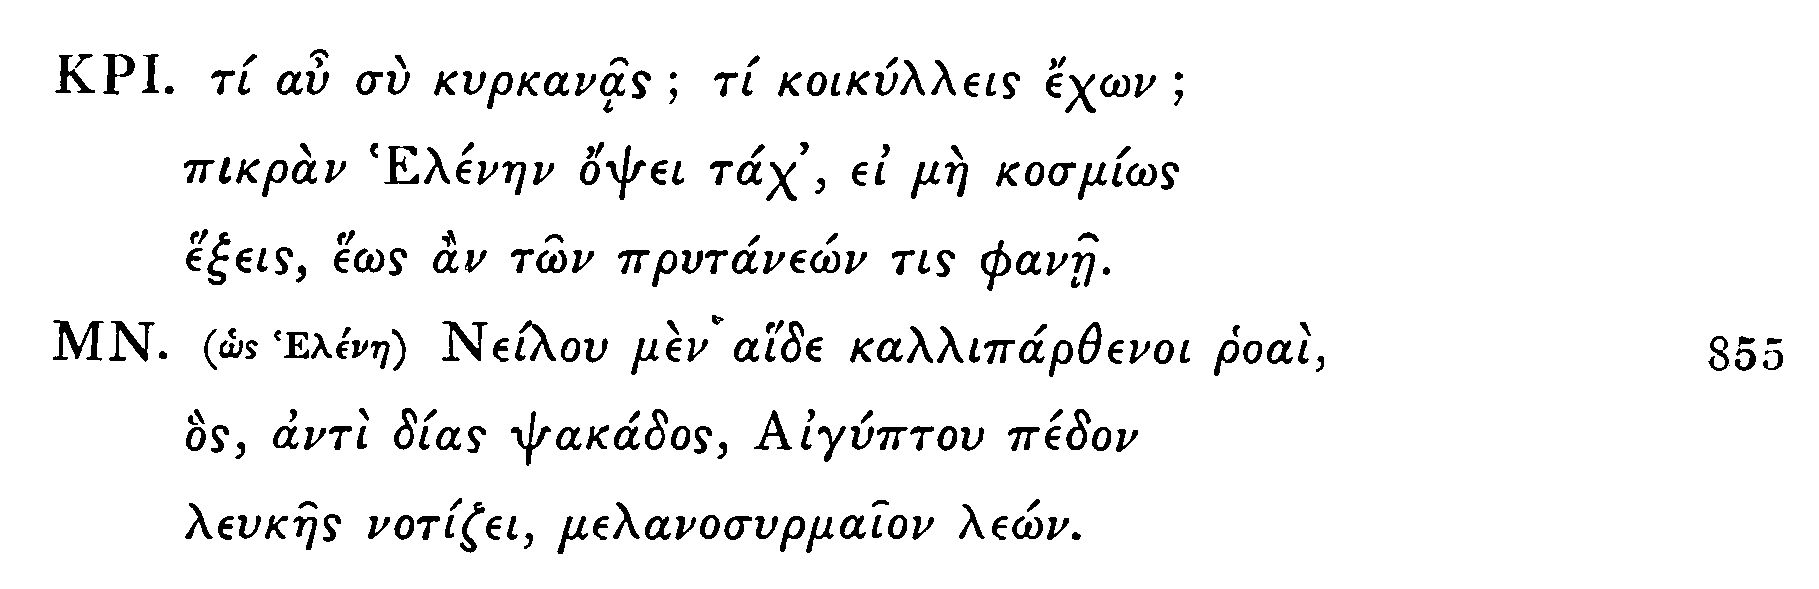 ΚΡΙ. τί αὖ σὺ κυρκανᾷς; τί κοικύλλεις ἔχων;
πικρὰν Ἑλένην ὄψει τάχ’, εἰ μὴ κοσμίως
ἕξεις, ἕως ἂν τῶν πρυτάνεών τις φανῇ.
ΜΝ. (ὡς Ἑλένη) Νείλου μὲν αἵδε καλλιπάρθενοι ῥοαὶ, 855
ὃς, ἀντὶ δίας ψακάδος, Αἰγύπτου πέδον
λευκῆς νοτίζει, μελανοσυρμαῖον λεών.